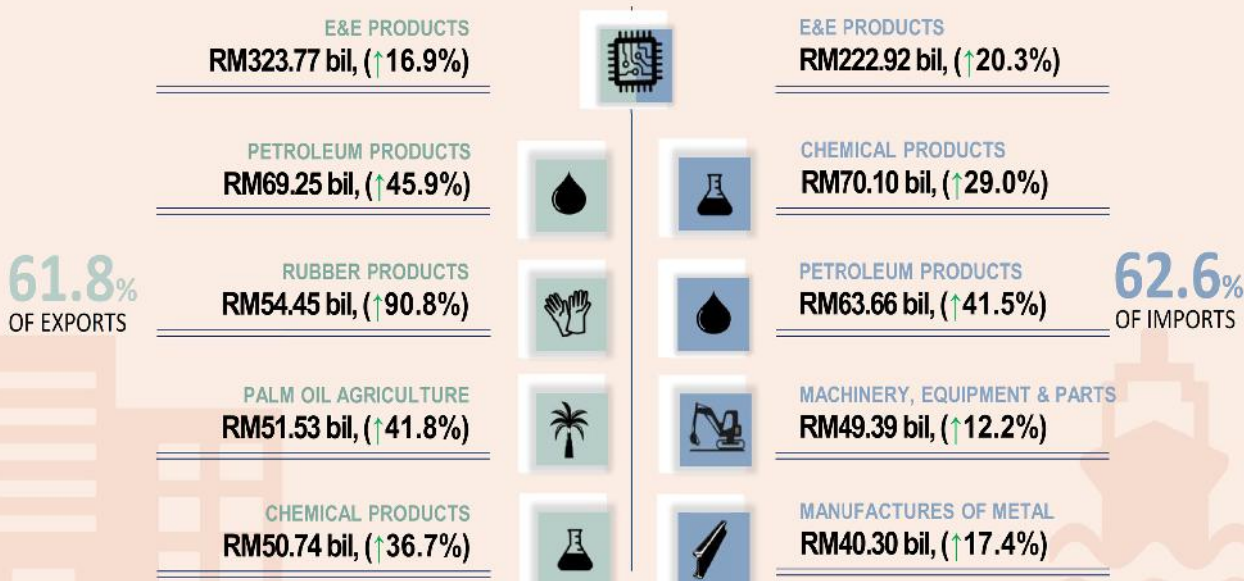 E&E PRODUCTS
RM323.77 bil, (↑16.9%)
PETROLEUM PRODUCTS
RM69.25 bil, (↑45.9%)
61.8%
OF EXPORTS
RUBBER PRODUCTS
RM54.45 bil, (↑90.8%)
PALM OIL AGRICULTURE
RM51.53 bil, (↑41.8%)
CHEMICAL PRODUCTS
RM50.74 bil, (↑36.7%)
E&E PRODUCTS
RM222.92 bil, (↑20.3%)
CHEMICAL PRODUCTS
RM70.10 bil, (↑29.0%)
PETROLEUM PRODUCTS
RM63.66 bil, (↑41.5%)
62.6%
OF IMPORTS
MACHINERY, EQUIPMENT & PARTS
RM49.39 bil, (↑12.2%)
MANUFACTURES OF METAL
RM40.30 bil, (↑17.4%)